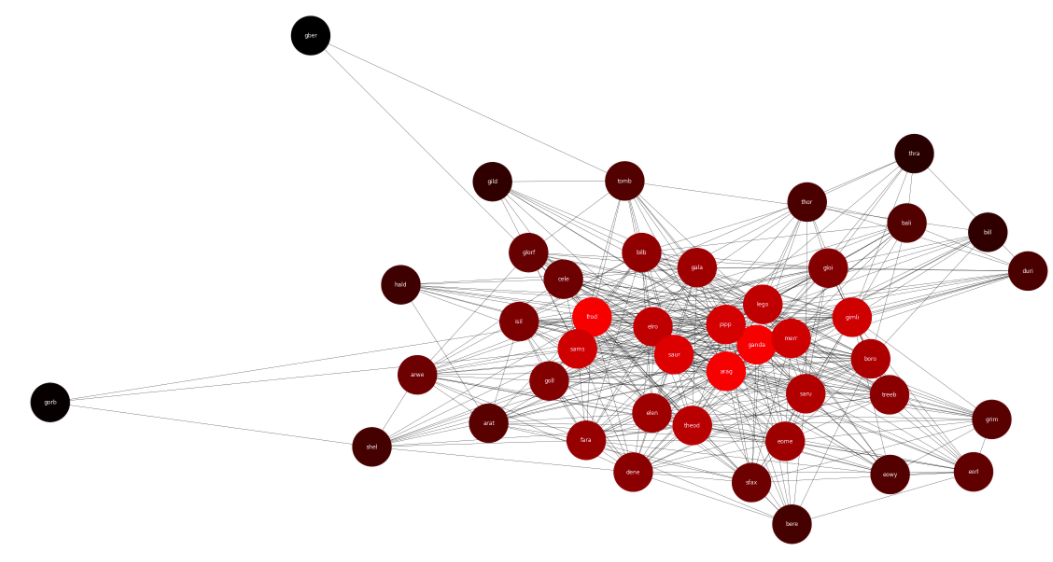 gber
thra
gild
tomb
thor
bali
bill
glorf
bilb
gala
gloi
duri
cele
hald
lego
frod
isil
elro
pipp
gimli
ganda
merr
sams
saur
boro
arag
arwe
goll
saru
treeb
gorb
elen
arat
theod
grim
fara
eome
shel
dene
eowy
eorl
sfax
bere